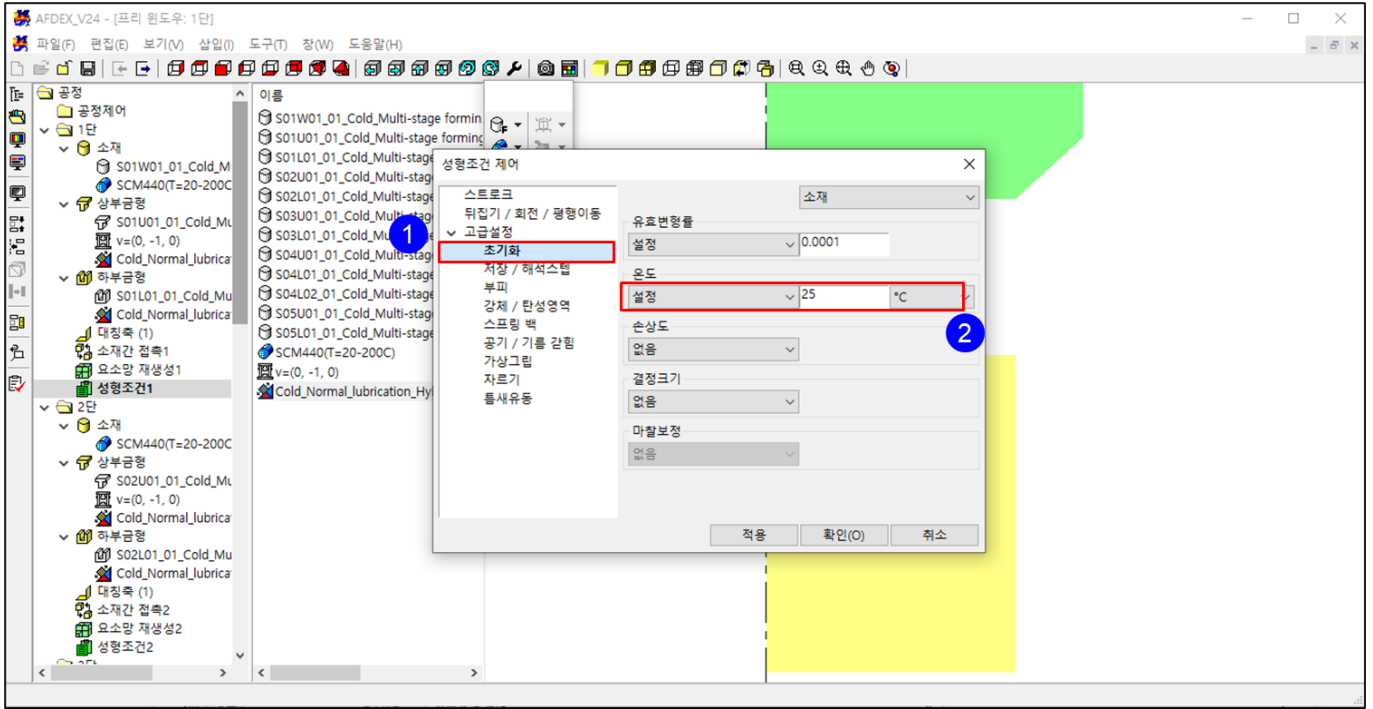 AFDEX_V24 - [프리 윈도우: 1단]
파일(F) 편집(E) 보기(V) 삽입(I) 도구(T) 창(W) 도움말(H)
공정
공정제어
1단
소재
S01W01_01_Cold_M
SCM440(T=20-200C
상부금형
S01U01_01_Cold_Mu
v=(0, -1, 0)
Cold_Normal_lubrica
하부금형
S01L01_01_Cold_Mu
Cold_Normal_lubrica
대칭축 (1)
소재간 접촉1
요소망 재생성1
성형조건1
2단
소재
SCM440(T=20-200C
상부금형
S02U01_01_Cold_Mu
v=(0, -1, 0)
Cold_Normal_lubrica
하부금형
S02L01_01_Cold_Mu
Cold_Normal_lubrica
대칭축 (1)
소재간 접촉2
요소망 재생성2
성형조건2
이름
S01W01_01_Cold_Multi-stage formin
S01U01_01_Cold_Multi-stage forming
S01L01_01_Cold_Multi-stage
S02U01_01_Cold_Multi-stag
S02L01_01_Cold_Multi-stage
S03U01_01_Cold_Multi-stag
S03L01_01_Cold_Mu
S04U01_01_Cold_Multi-stag
S04L01_01_Cold_Multi-stage
S04L02_01_Cold_Multi-stage
S05U01_01_Cold_Multi-stag
S05L01_01_Cold_Multi-stage
SCM440(T=20-200C)
v=(0, -1, 0)
Cold_Normal_lubrication_Hyl
성형조건 제어
스트로크
뒤집기 / 회전 / 평행이동
고급설정
1
초기화
저장 / 해석스텝
부피
강체 / 탄성영역
스프링 백
공기 / 기름 갇힘
가상그립
자르기
틈새유동
소재
유효변형률
설정 0.0001
온도
설정 25 °C
2
손상도
없음
결정크기
없음
마찰보정
없음
적용 확인(O) 취소